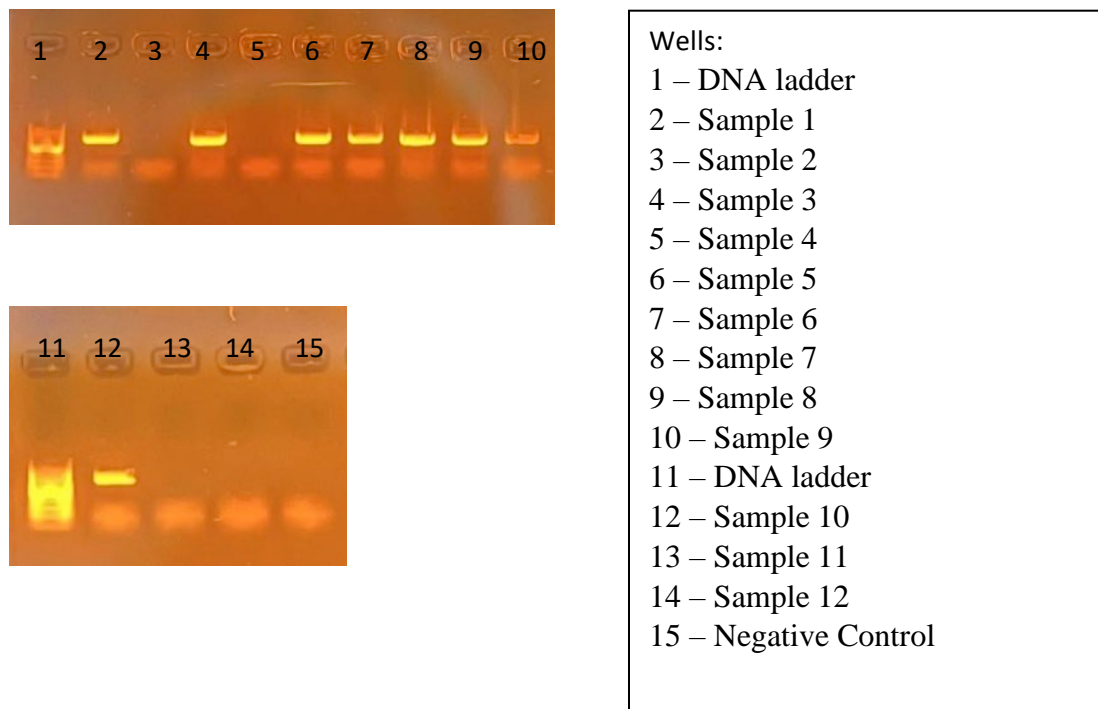 1 2 3 4 5 6 7 8 9 10
11 12 13 14 15
Wells:
1 – DNA ladder
2 – Sample 1
3 – Sample 2
4 – Sample 3
5 – Sample 4
6 – Sample 5
7 – Sample 6
8 – Sample 7
9 – Sample 8
10 – Sample 9
11 – DNA ladder
12 – Sample 10
13 – Sample 11
14 – Sample 12
15 – Negative Control